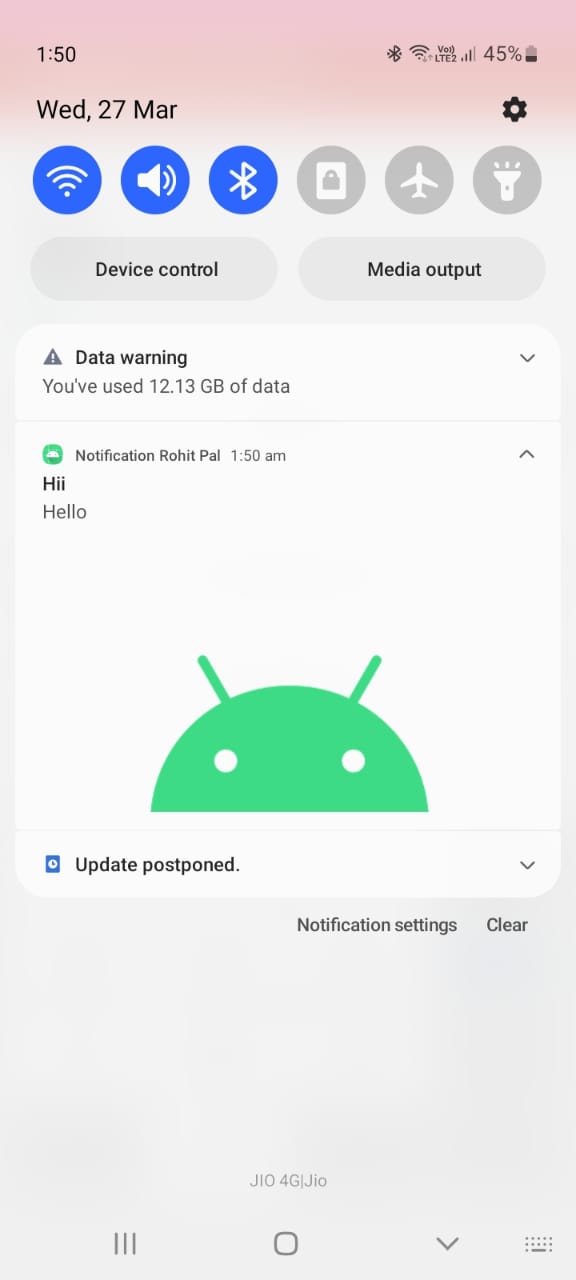 1:50 Vo)) LTE2 45%
Wed, 27 Mar
Device control Media output
Data warning
You've used 12.13 GB of data
Notification Rohit Pal 1:50 am
Hii
Hello
Update postponed.
Notification settings Clear
JIO 4G|Jio